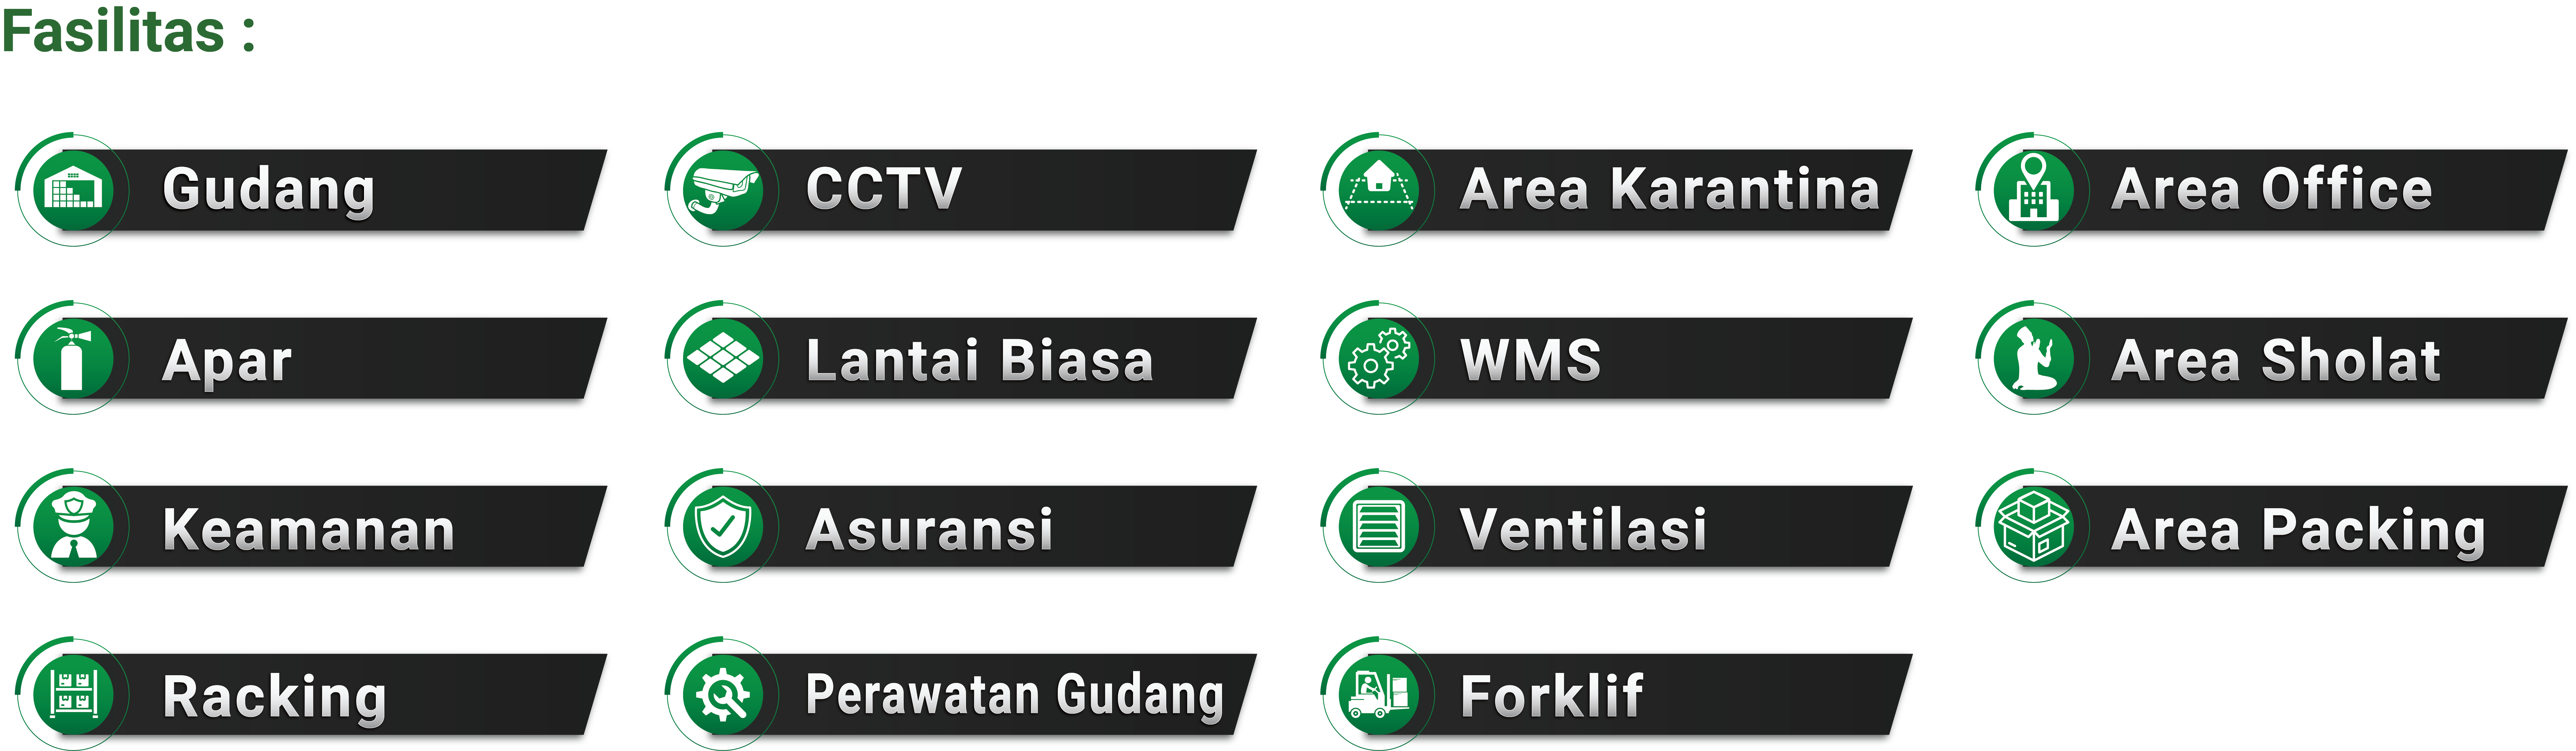 Fasilitas :
Gudang
CCTV
Area Karantina
Area Office
Apar
Lantai Biasa
WMS
Area Sholat
Keamanan
Asuransi
Ventilasi
Area Packing
Racking
Perawatan Gudang
Forklif